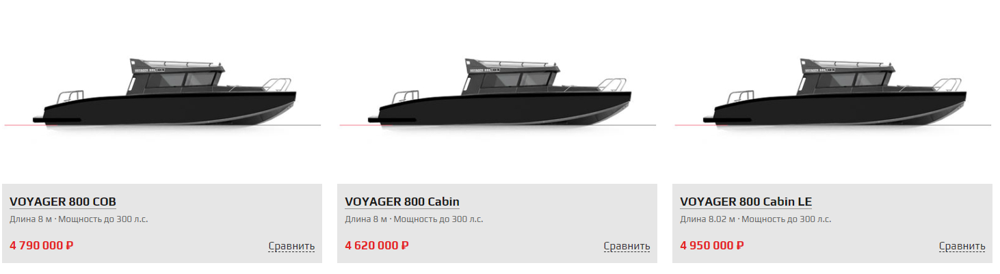 VOYAGER 800 COB
Длина 8 м · Мощность до 300 л.с.
4 790 000 ₽
Сравнить
VOYAGER 800 Cabin
Длина 8 м · Мощность до 300 л.с.
4 620 000 ₽
Сравнить
VOYAGER 800 Cabin LE
Длина 8.02 м · Мощность до 300 л.с.
4 950 000 ₽
Сравнить